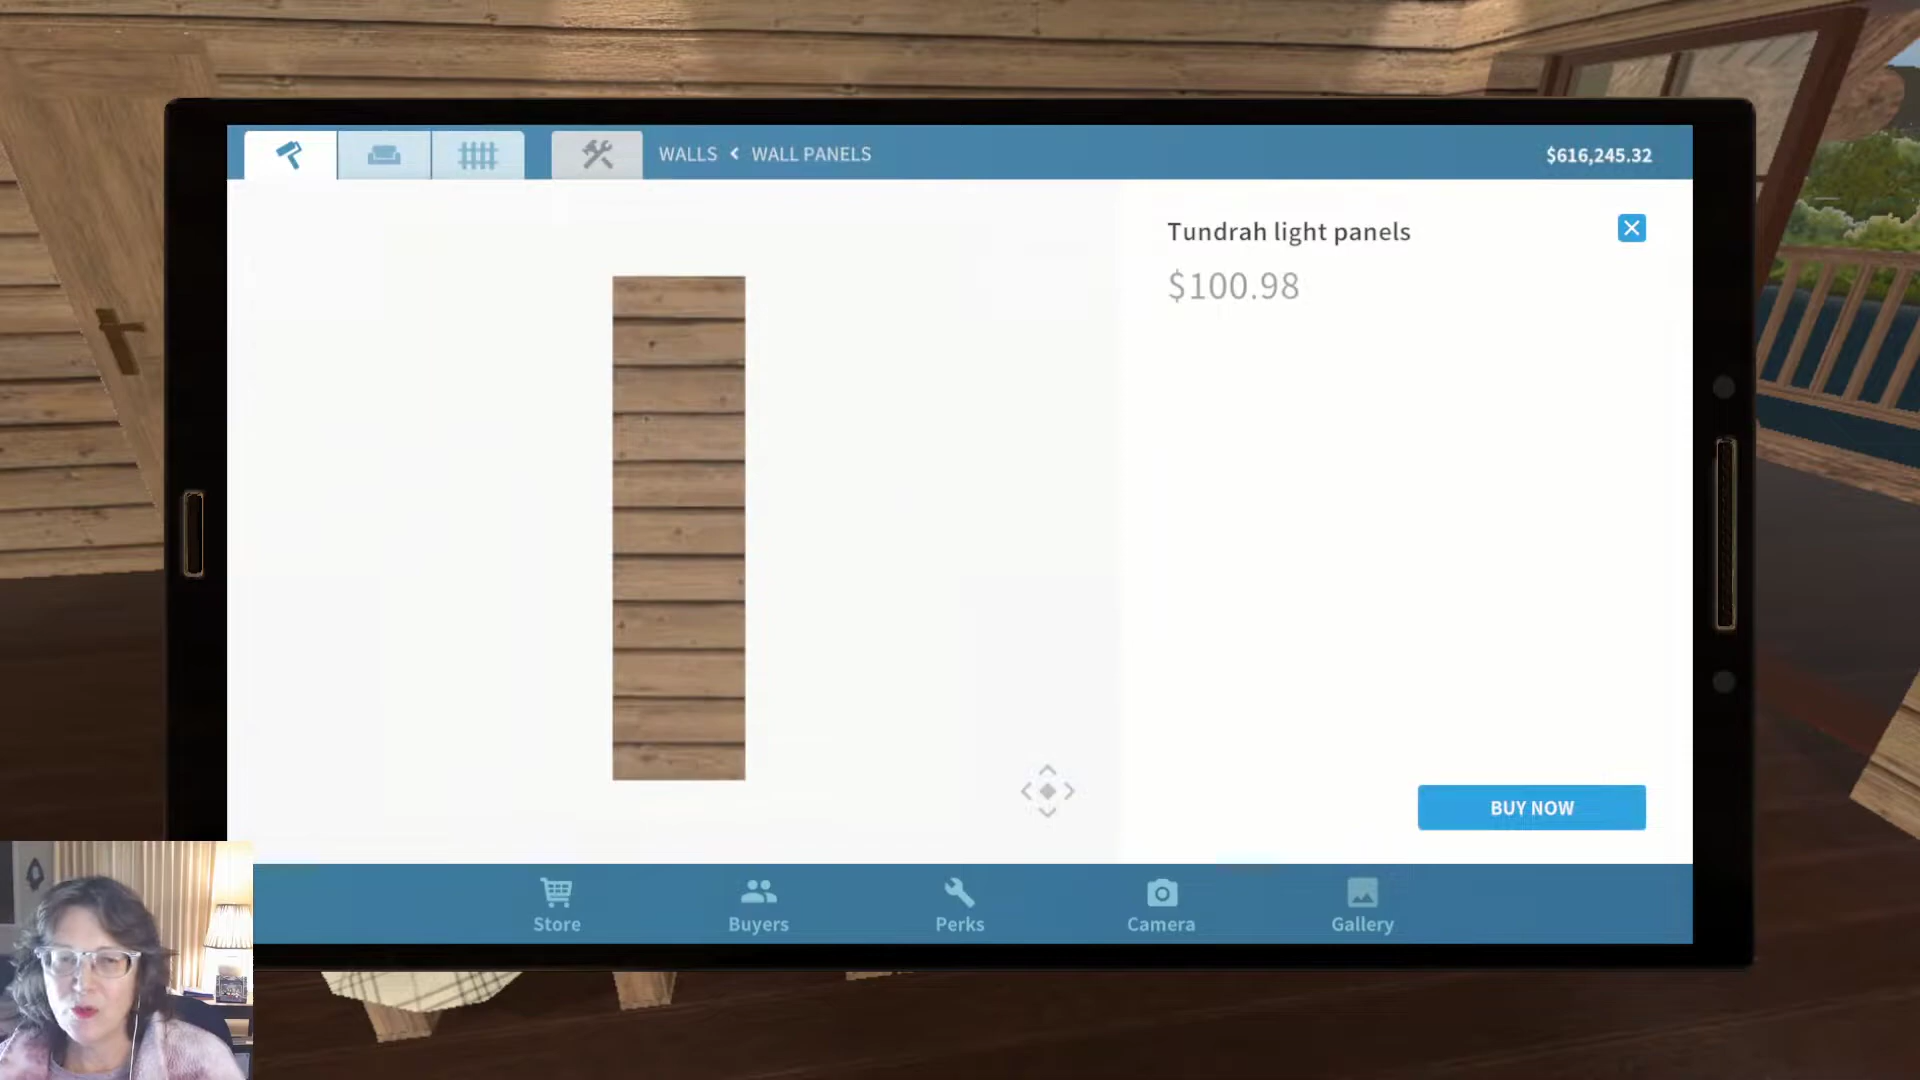 WALLS < WALL PANELS
$616,245.32
Tundrah light panels
$100.98
BUY NOW
Store
Buyers
Perks
Camera
Gallery